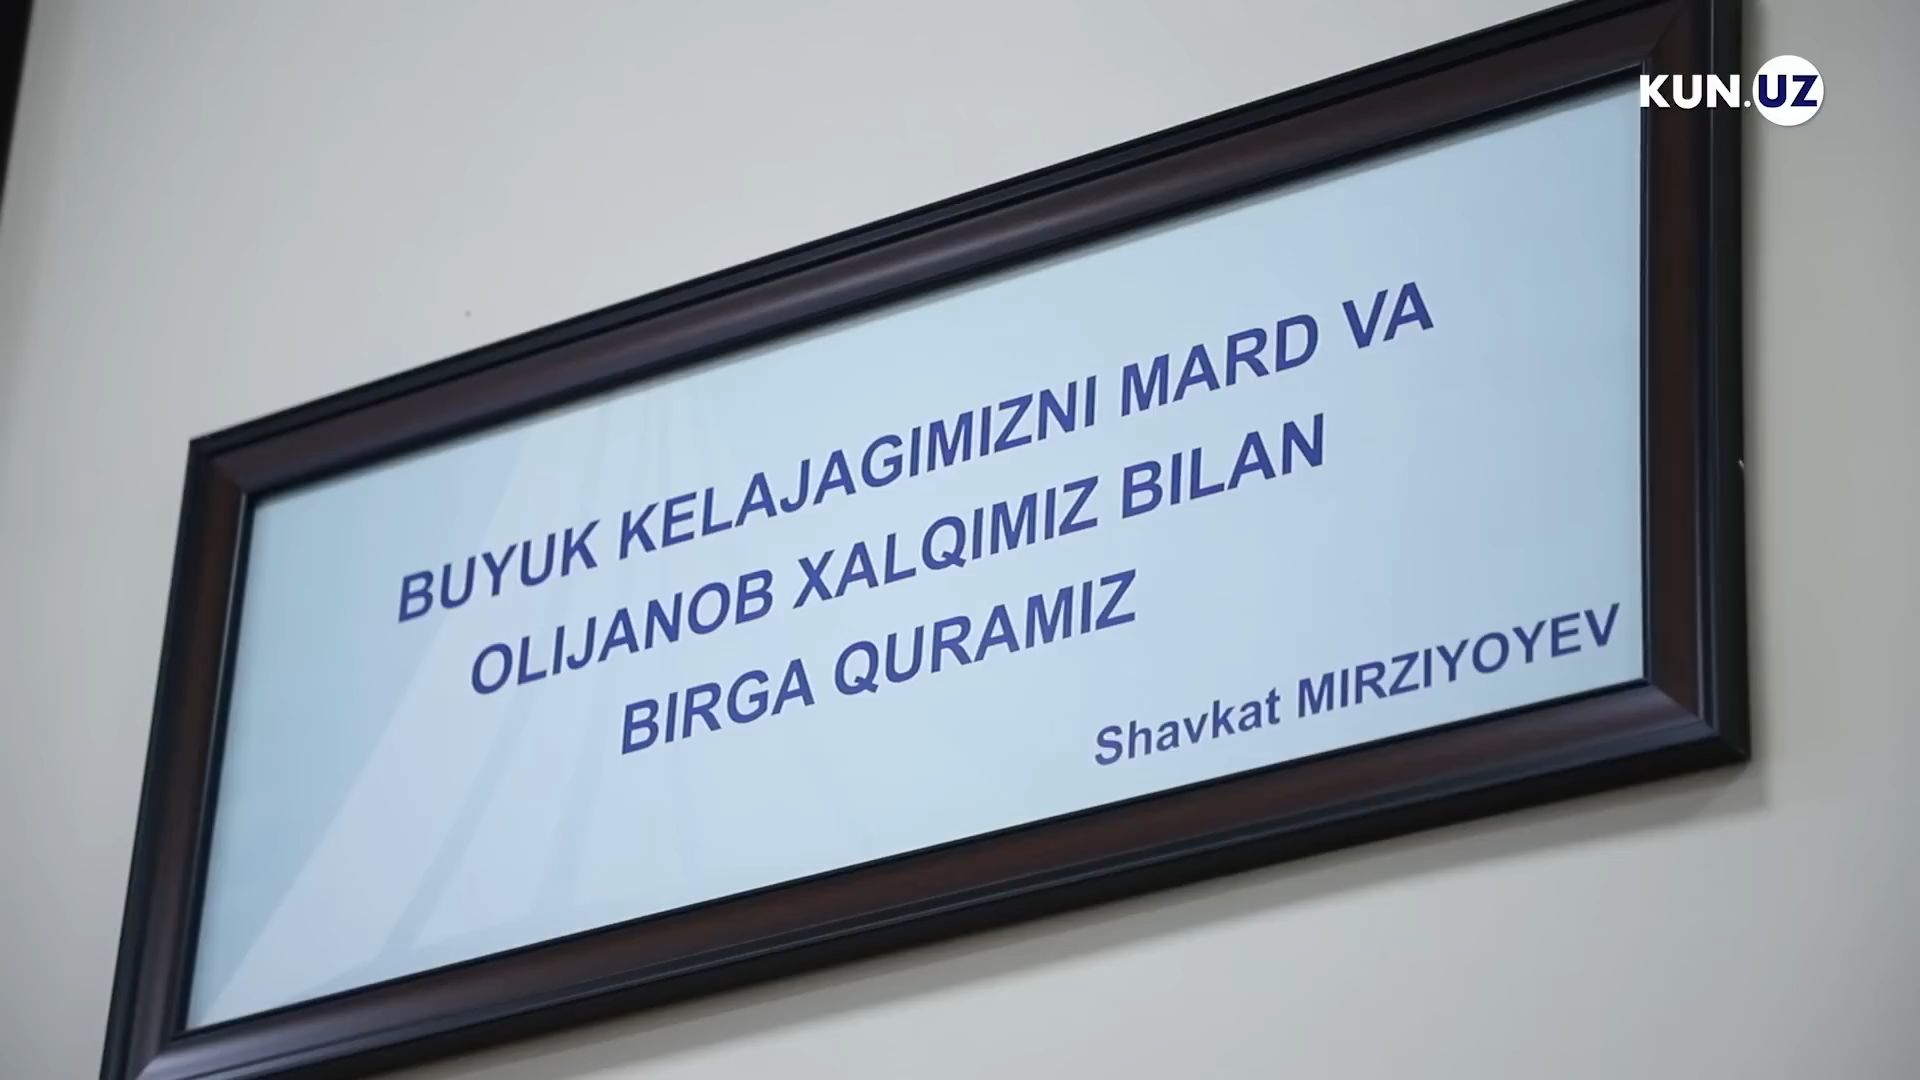 KUN.UZ
BUYUK KELAJAGIMIZNI MARD VA
OLIJANOB XALQIMIZ BILAN
BIRGA QURAMIZ
Shavkat MIRZIYOYEV